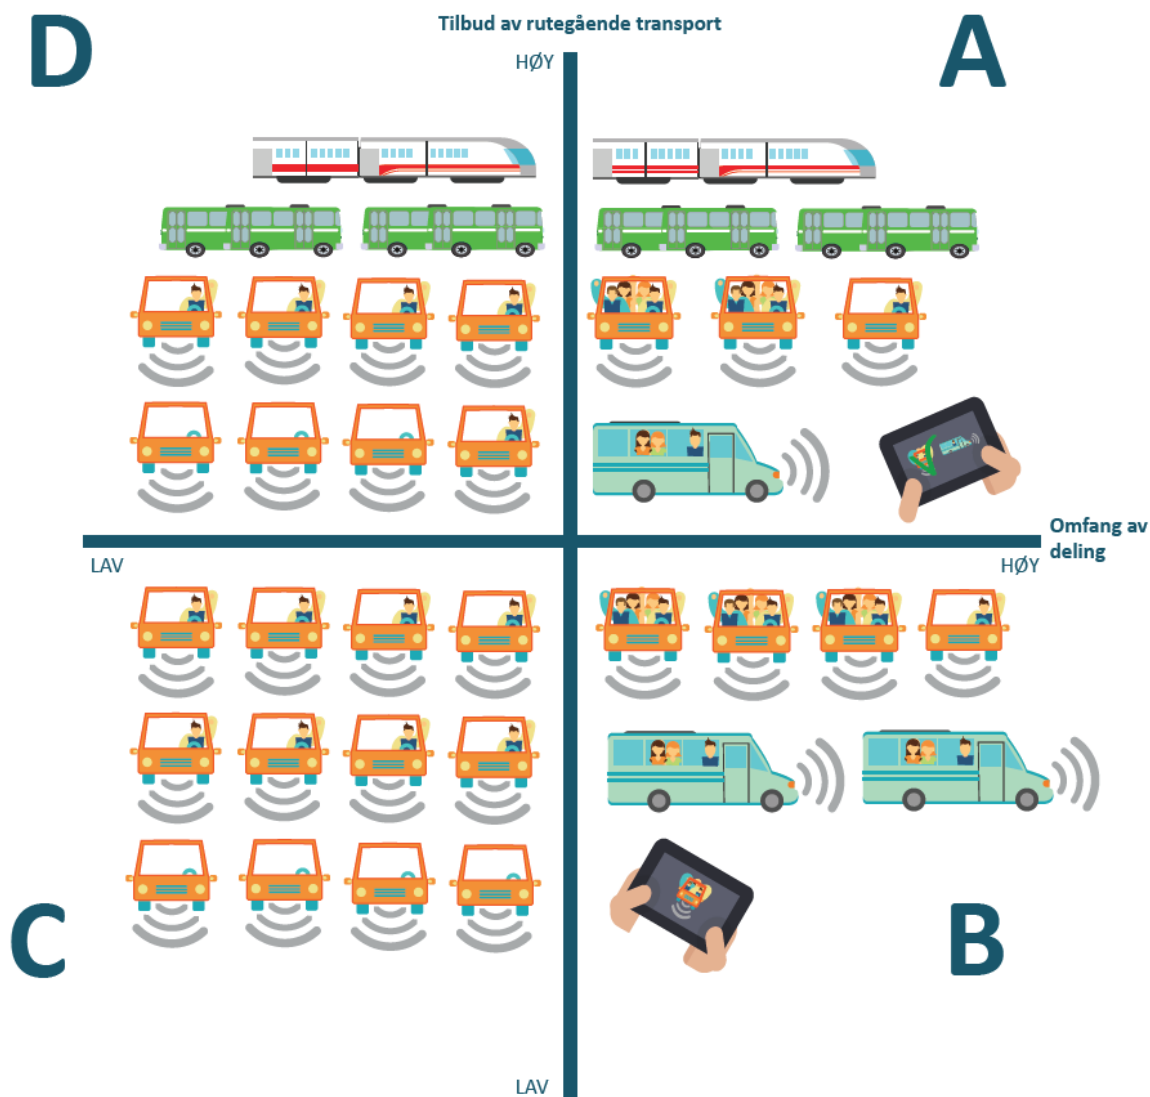 D
Tilbud av rutegående transport
A
HØY
Omfang av
deling
LAV
HØY
C
B
LAV